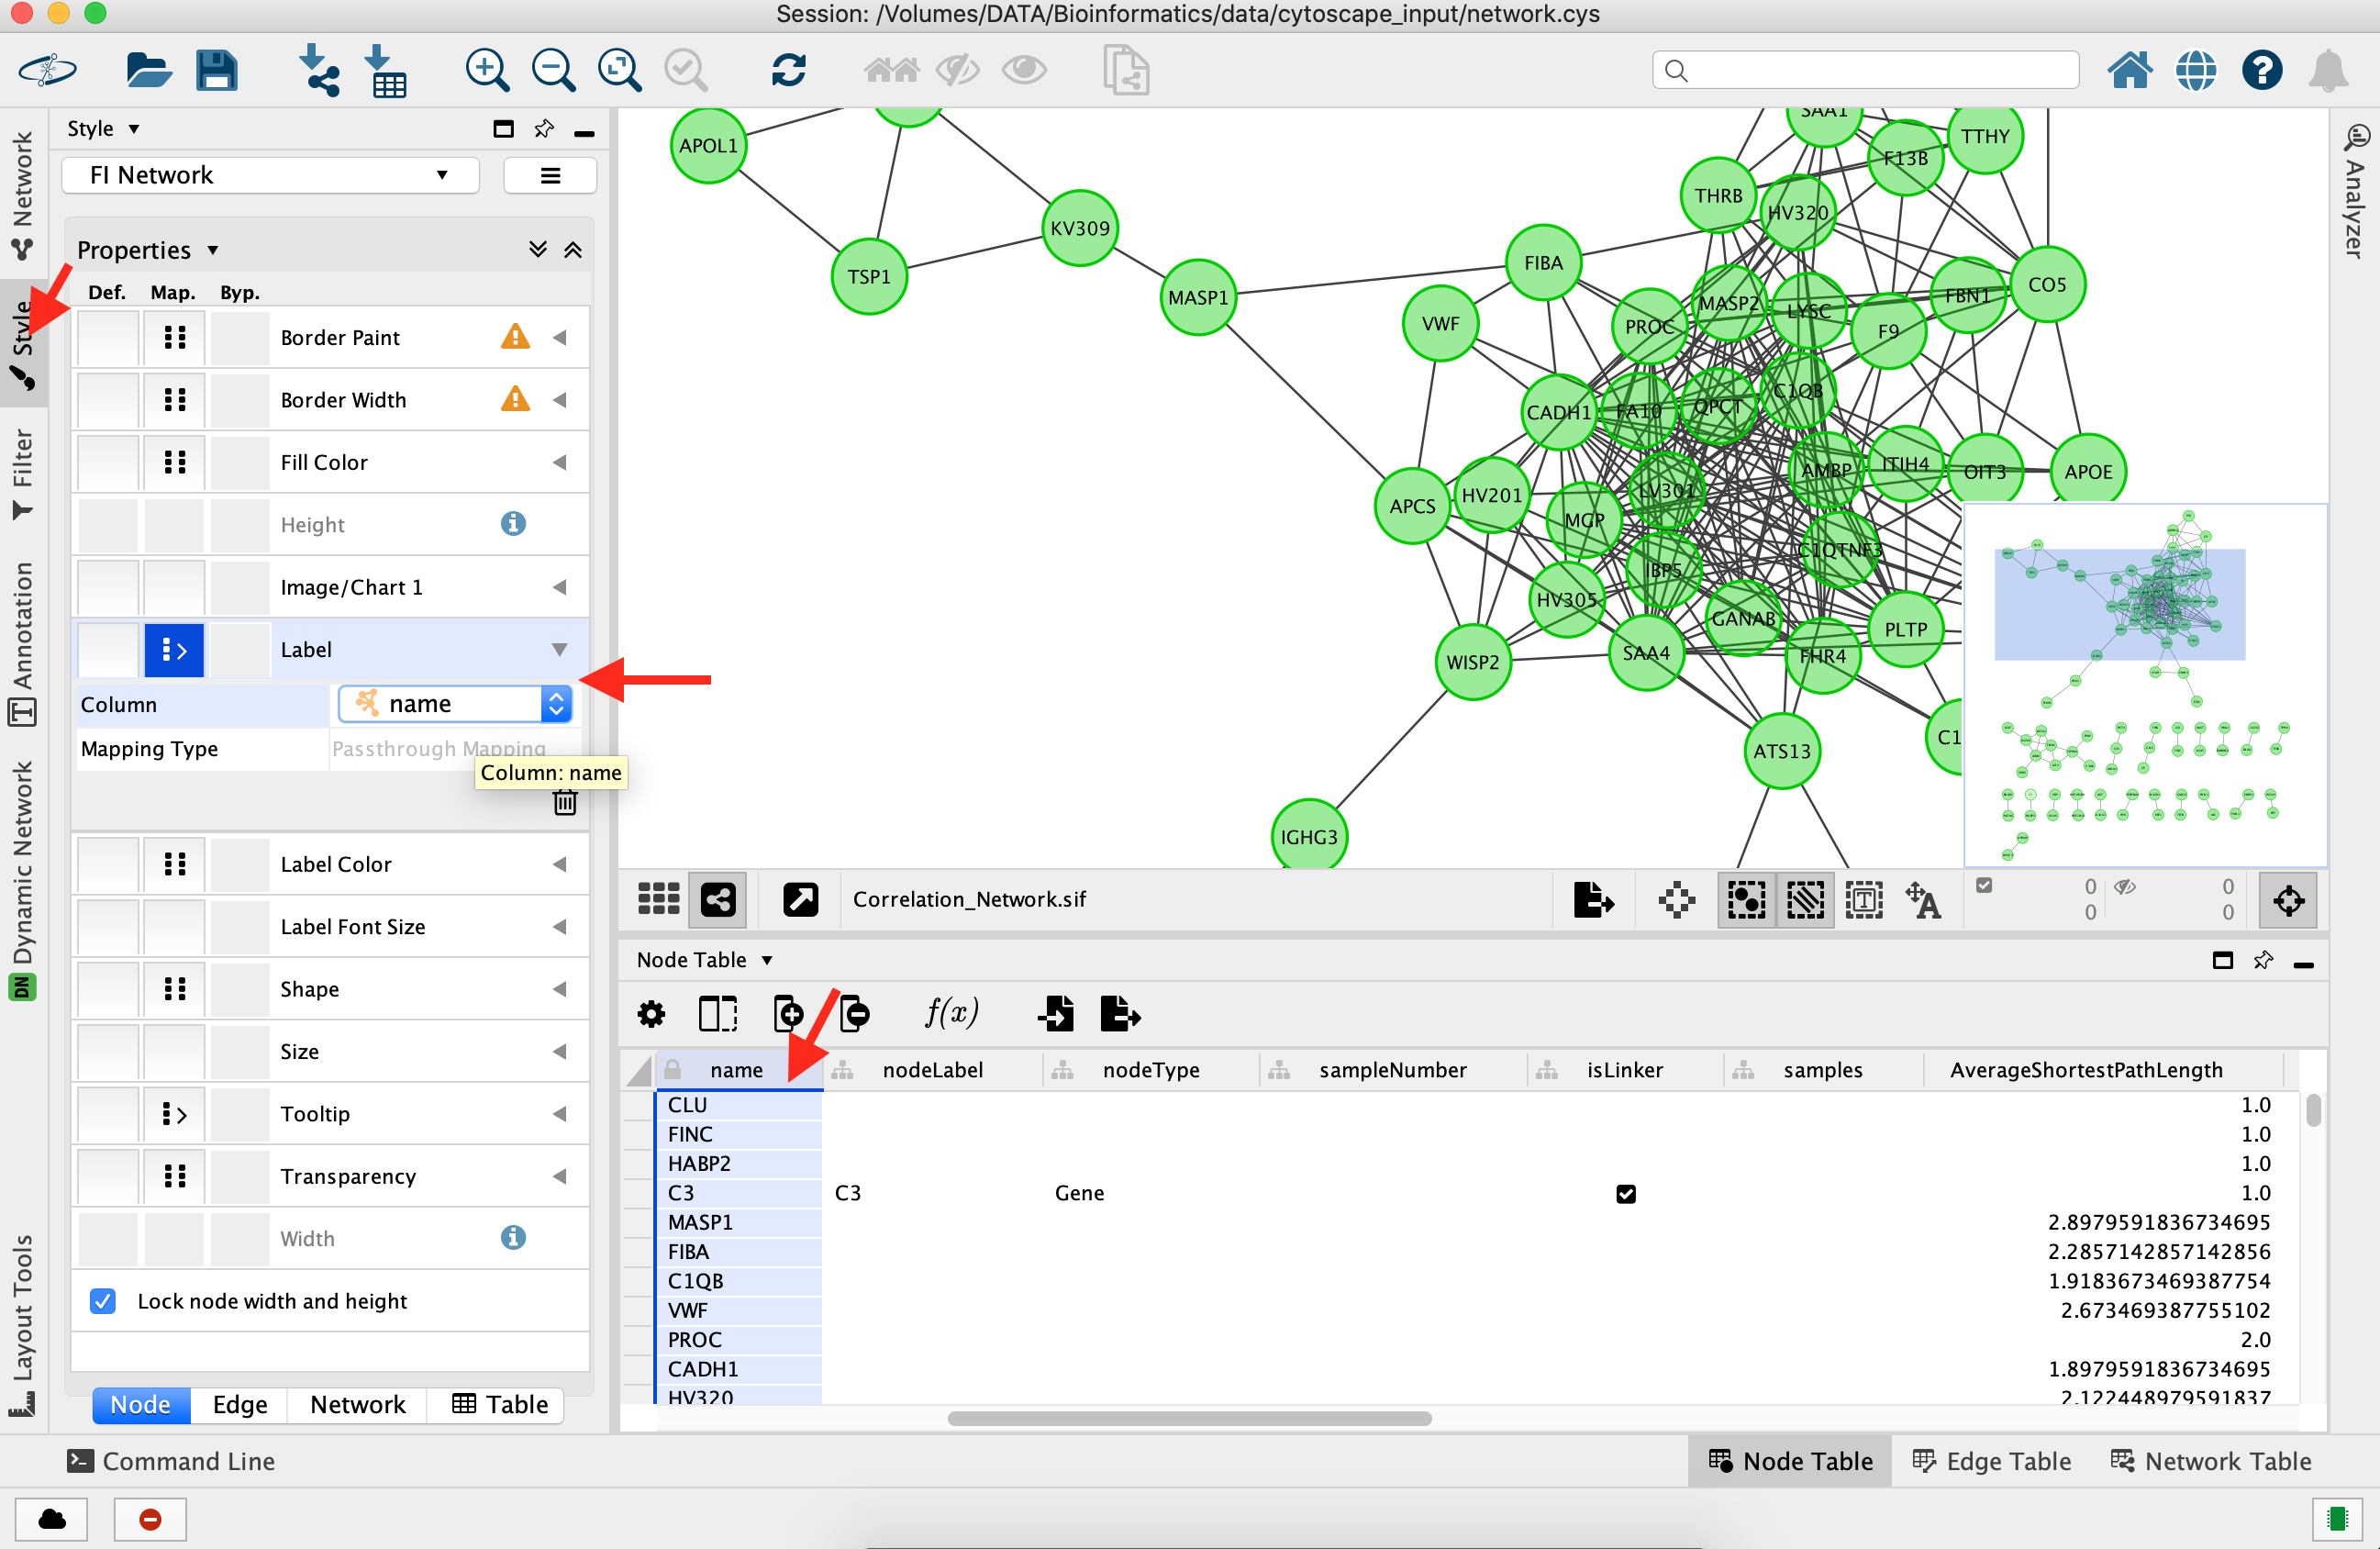 Session: /Volumes/DATA/Bioinformatics/data/cytoscape_input/network.cys
Network
Style
Filter
Annotation
Dynamic Network
DN
Layout Tools
Style
FI Network
Properties
Def. Map. Byp.
Border Paint
Border Width
Fill Color
Height
Image/Chart 1
Label
Column name
Mapping Type Passthrough Mapping
Column: name
Label Color
Label Font Size
Shape
Size
Tooltip
Transparency
Width
Lock node width and height
Node Edge Network Table
APOL1
TSP1
KV309
MASP1
FIBA
VWF
SAA1
TTHY
F13B
THRB
HV320
MASP2
LYSC
PROC
F9
FBN1
CO5
CADH1
FA10
QPCT
C1QB
APCS
HV201
MGP
LV301
AMBP
ITIH4
OIT3
APOE
C1QTNF3
IBP5
HV305
GANAB
WISP2
SAA4
FHR4
PLTP
ATS13
C1
IGHG3
Analyzer
Correlation_Network.sif
0 0
0 0
Node Table
f(x)
name nodeLabel nodeType sampleNumber isLinker samples AverageShortestPathLength
CLU 1.0
FINC 1.0
HABP2 1.0
C3 C3 Gene 1.0
MASP1 2.8979591836734695
FIBA 2.2857142857142856
C1QB 1.9183673469387754
VWF 2.673469387755102
PROC 2.0
CADH1 1.8979591836734695
HV320 2.122448979591837
Command Line
Node Table Edge Table Network Table